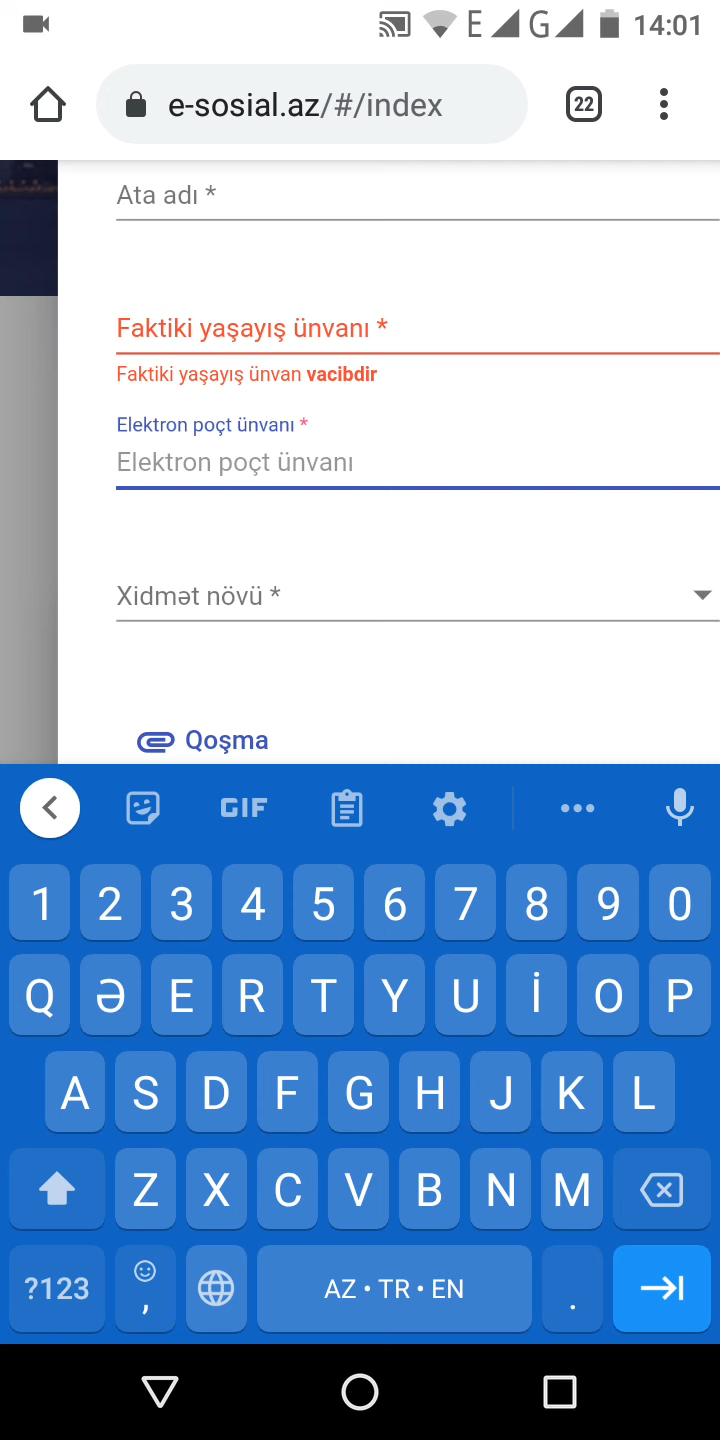 E G 14:01
e-sosial.az/#/index 22
Ata adı *
Faktiki yaşayış ünvanı *
Faktiki yaşayış ünvan vacibdir
Elektron poçt ünvanı *
Elektron poçt ünvanı
Xidmət növü *
Qoşma
GIF
1 2 3 4 5 6 7 8 9 0
Q Ə E R T Y U İ O P
A S D F G H J K L
Z X C V B N M
?123 , AZ • TR • EN .